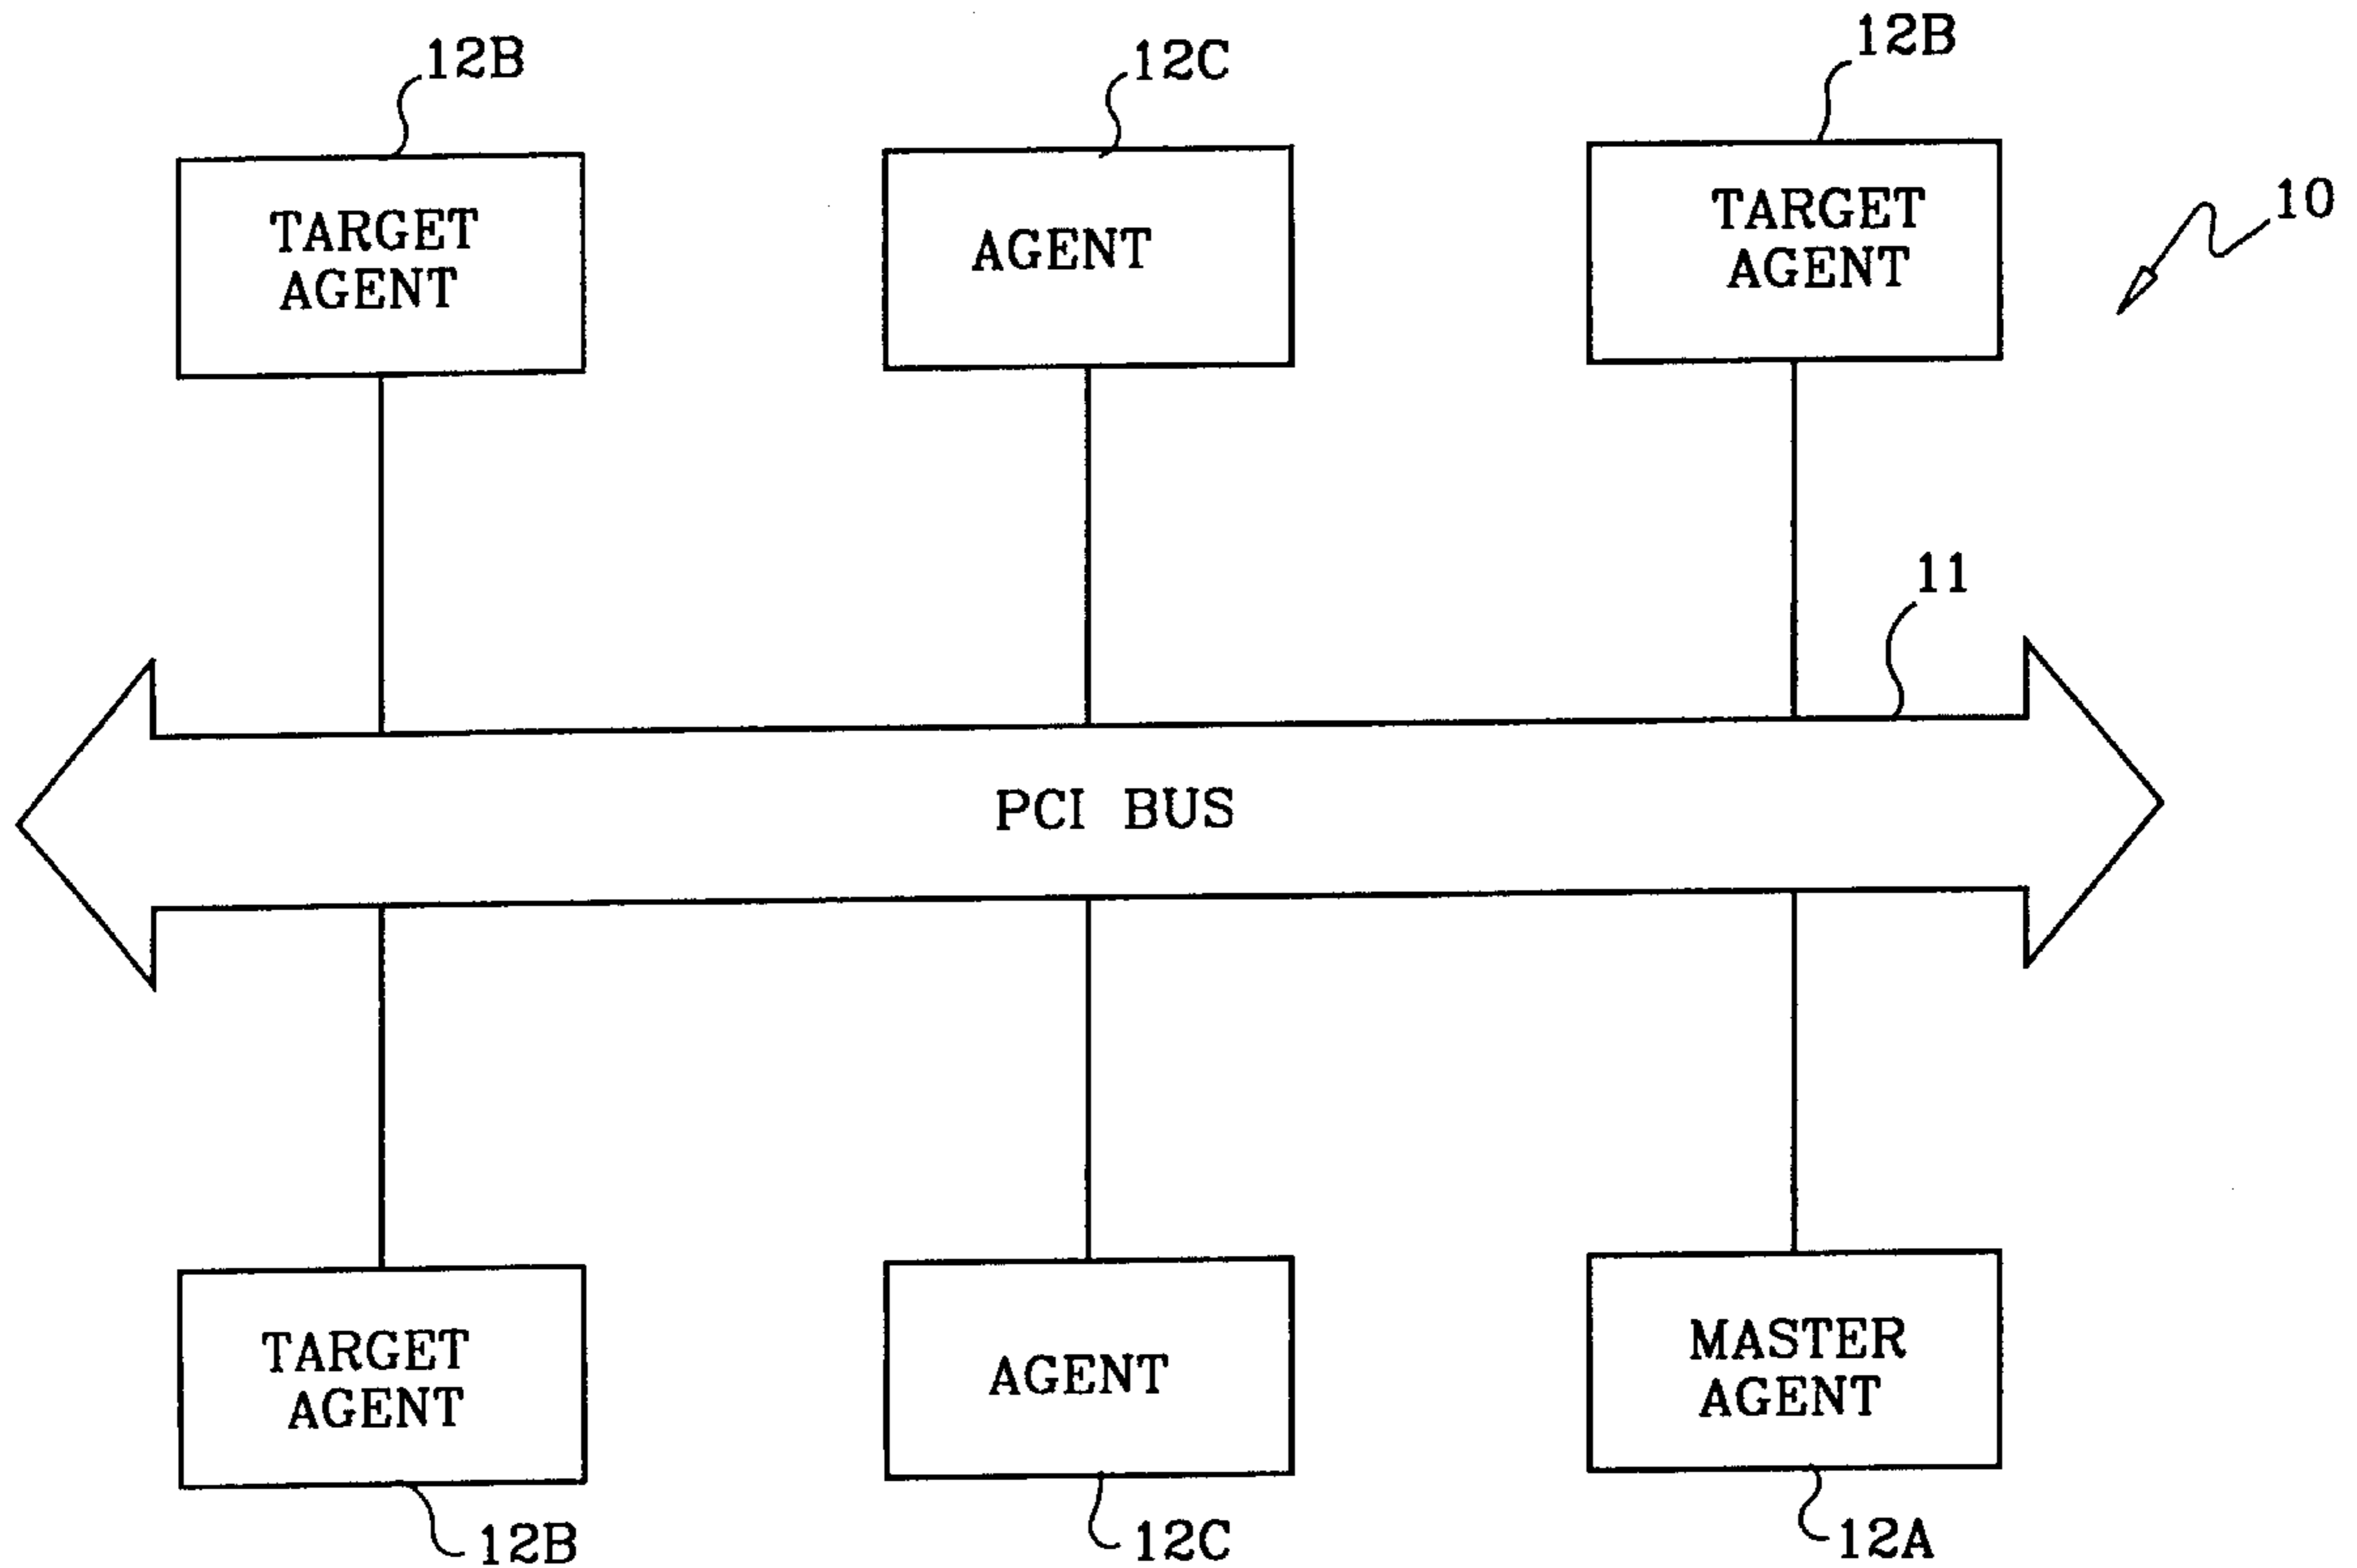 12B
12C
12B
10
TARGET
AGENT
AGENT
TARGET
AGENT
11
PCI BUS
TARGET
AGENT
AGENT
MASTER
AGENT
12B
12C
12A